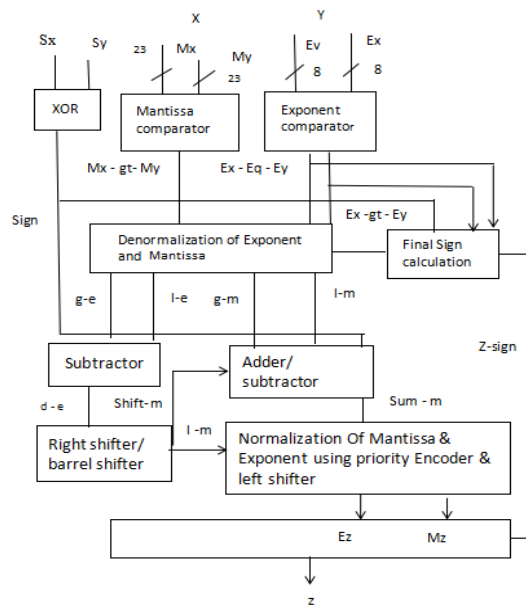 X
Y
Sx
Sy
23
Mx
My
23
Ev
8
Ex
8
XOR
Mantissa
comparator
Exponent
comparator
Mx - gt- My
Ex - Eq - Ey
Sign
Ex -gt - Ey
Denormalization of Exponent
and Mantissa
Final Sign
calculation
g-e
l-e
g-m
l-m
Subtractor
Adder/
subtractor
Z-sign
d - e
Shift-m
Sum - m
Right shifter/
barrel shifter
l -m
Normalization Of Mantissa &
Exponent using priority Encoder &
left shifter
Ez
Mz
z